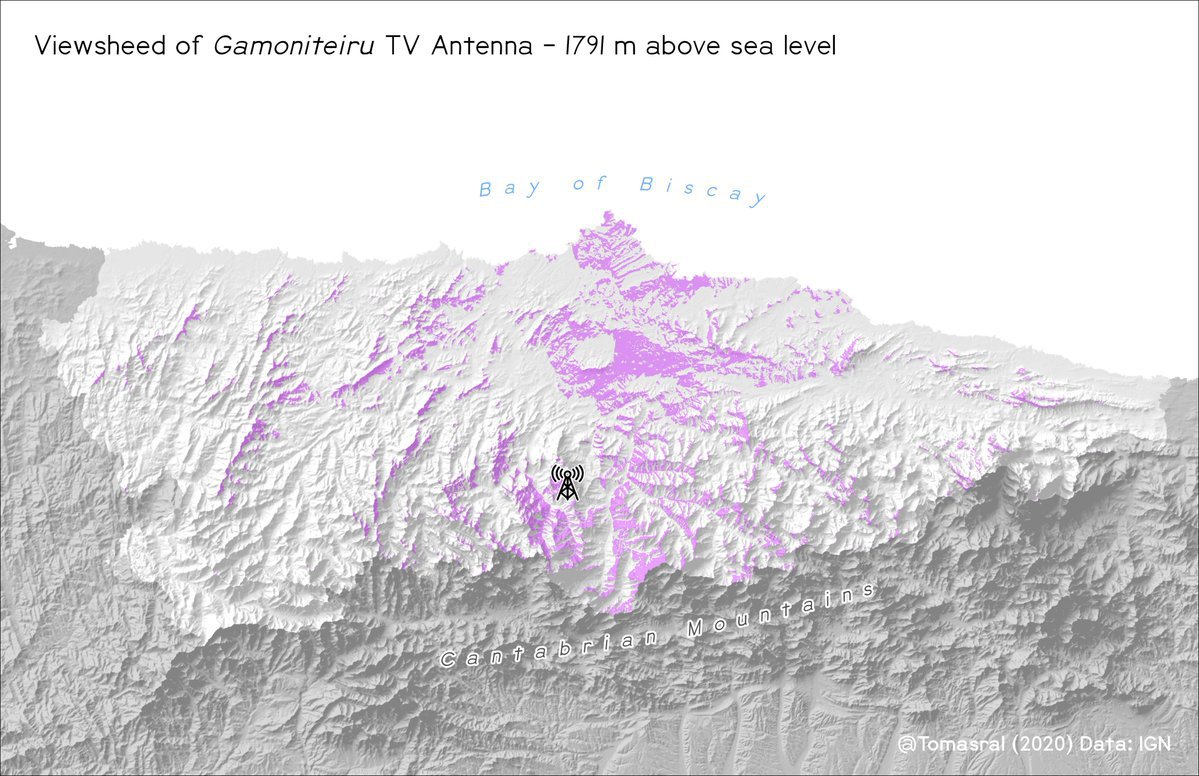 Viewsheed of Gamoniteiru TV Antenna - 1791 m above sea level
Bay of Biscay
Cantabrian Mountains
@Tomasral (2020) Data: IGN